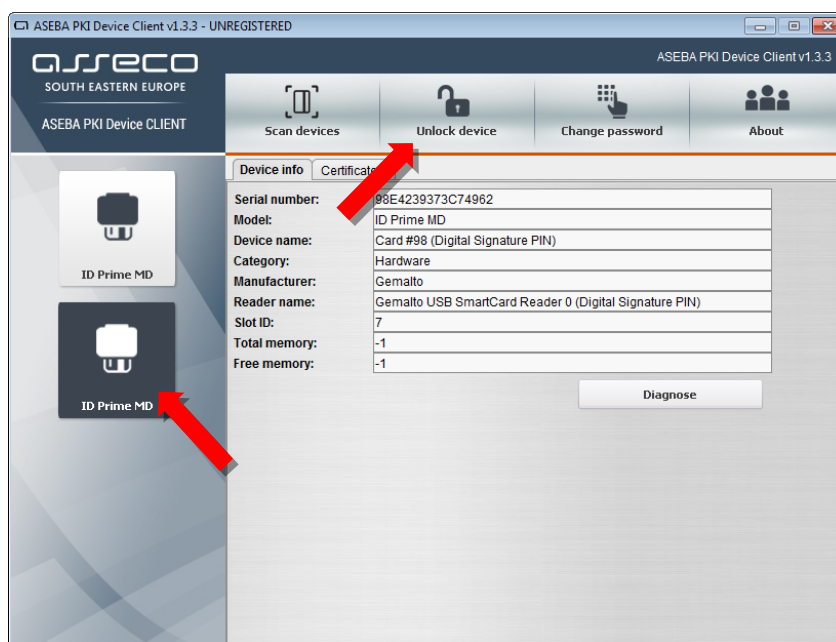 ASEBA PKI Device Client v1.3.3 - UNREGISTERED
asseco
SOUTH EASTERN EUROPE
ASEBA PKI Device CLIENT
ASEBA PKI Device Client v1.3.3
Scan devices
Unlock device
Change password
About
ID Prime MD
ID Prime MD
Device info
Certificate
Serial number: 98E4239373C74962
Model: ID Prime MD
Device name: Card #98 (Digital Signature PIN)
Category: Hardware
Manufacturer: Gemalto
Reader name: Gemalto USB SmartCard Reader 0 (Digital Signature PIN)
Slot ID: 7
Total memory: -1
Free memory: -1
Diagnose